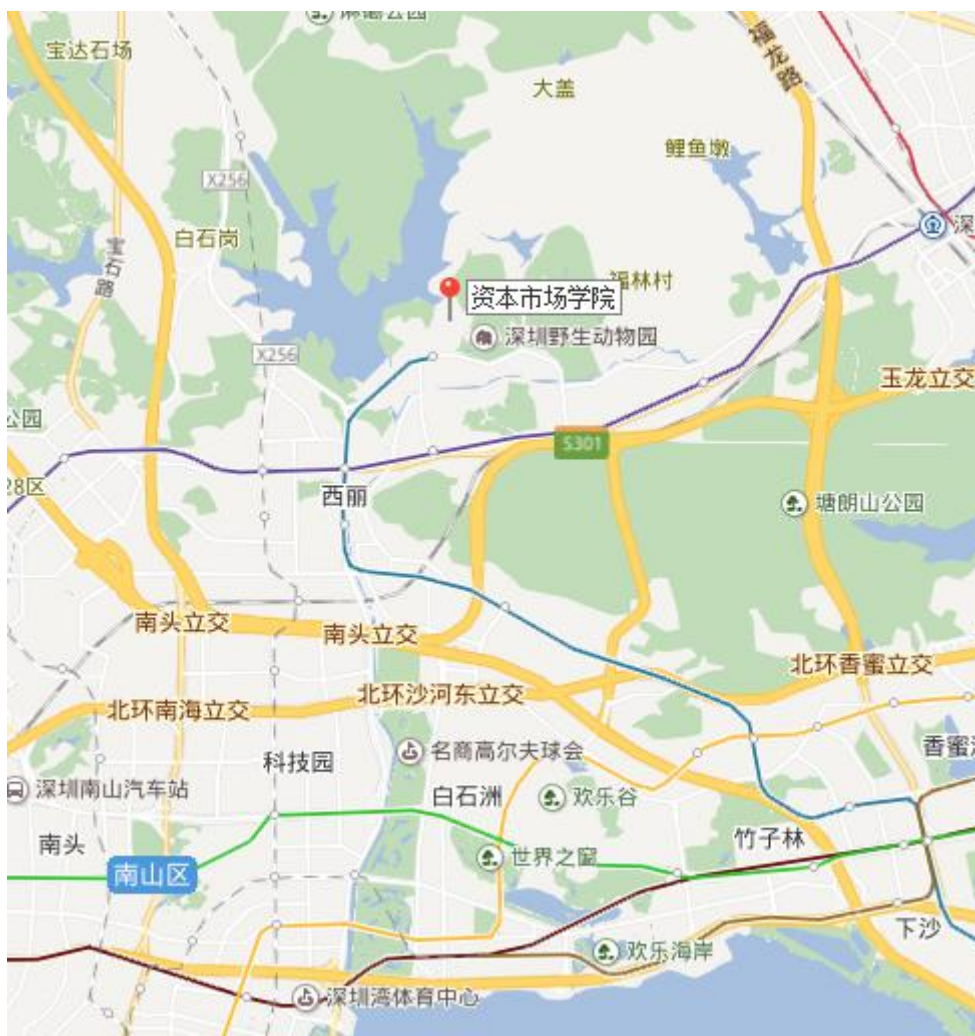 麻磡公园
宝达石场
福龙路
大盖
鲤鱼墩
X256
白石岗
深
宝石路
福林村
资本市场学院
深圳野生动物园
X256
玉龙立交
公园
S301
28区
西丽
塘朗山公园
南头立交
南头立交
北环香蜜立交
北环沙河东立交
北环南海立交
名商高尔夫球会
香蜜
科技园
深圳南山汽车站
白石洲
欢乐谷
南头
竹子林
世界之窗
南山区
下沙
欢乐海岸
深圳湾体育中心